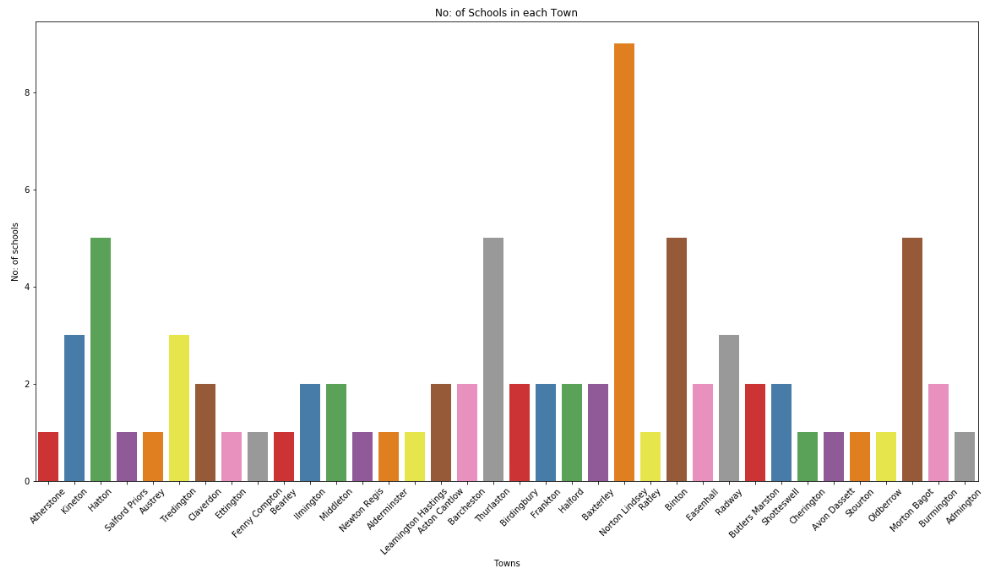 No: of Schools in each Town
No: of schools
8
6
4
2
0
Atherstone
Kineton
Hatton
Salford Priors
Austrey
Tredington
Claverdon
Ettington
Fenny Compton
Bearley
Ilmington
Middleton
Newton Regis
Alderminster
Leamington Hastings
Aston Cantlow
Barcheston
Thurlaston
Birdingbury
Frankton
Halford
Baxterley
Norton Lindsey
Ratley
Binton
Easenhall
Radway
Butlers Marston
Shotteswell
Cherington
Avon Dassett
Stourton
Oldberrow
Morton Bagot
Burmington
Admington
Towns